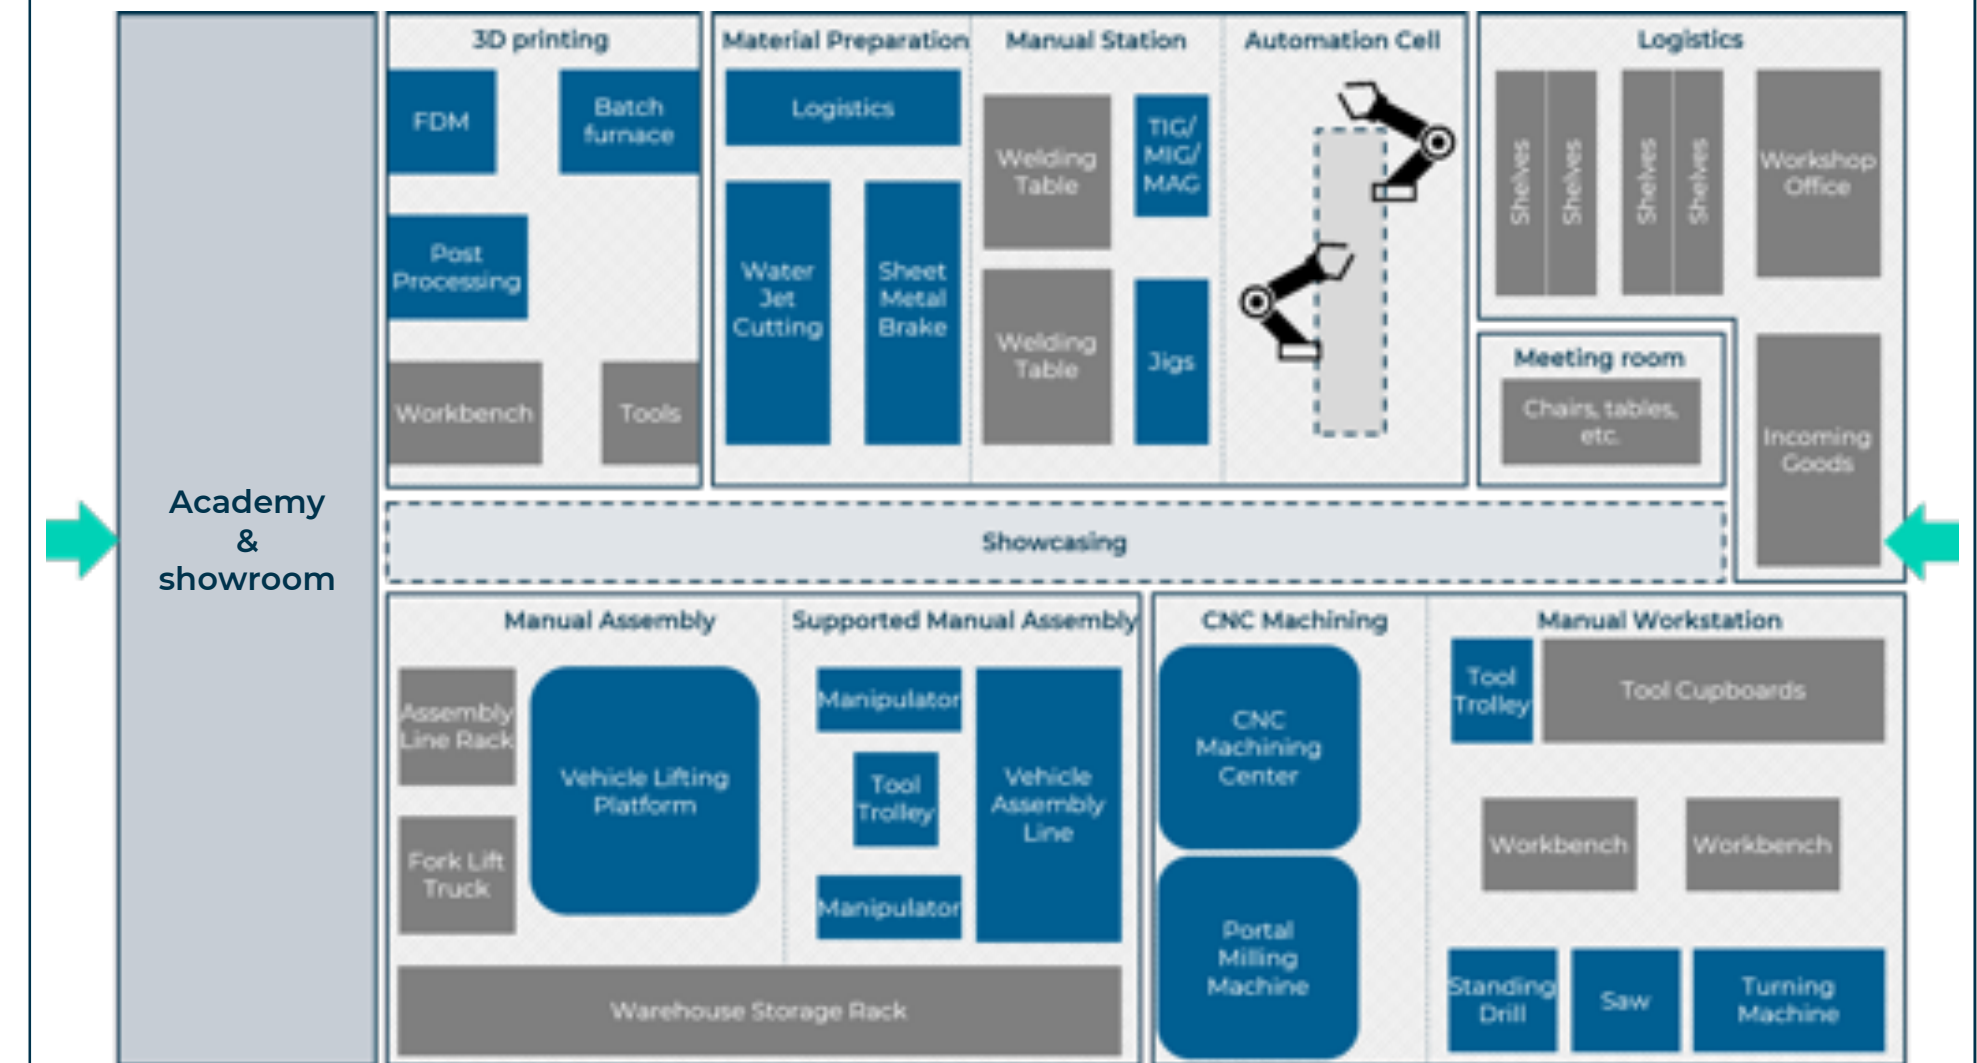 Academy
&
showroom
3D printing
FDM
Batch
furnace
Post
Processing
Workbench
Tools
Material Preparation
Logistics
Water
Jet
Cutting
Sheet
Metal
Brake
Manual Station
Welding
Table
TIG/
MIG/
MAG
Welding
Table
Jigs
Automation Cell
Logistics
Shelves
Shelves
Shelves
Shelves
Workshop
Office
Meeting room
Chairs, tables,
etc.
Incoming
Goods
Showcasing
Manual Assembly
Assembly
Line Rack
Vehicle Lifting
Platform
Fork Lift
Truck
Supported Manual Assembly
Manipulator
Tool
Trolley
Manipulator
Vehicle
Assembly
Line
Warehouse Storage Rack
CNC Machining
CNC
Machining
Center
Portal
Milling
Machine
Manual Workstation
Tool
Trolley
Tool Cupboards
Workbench
Workbench
Standing
Drill
Saw
Turning
Machine